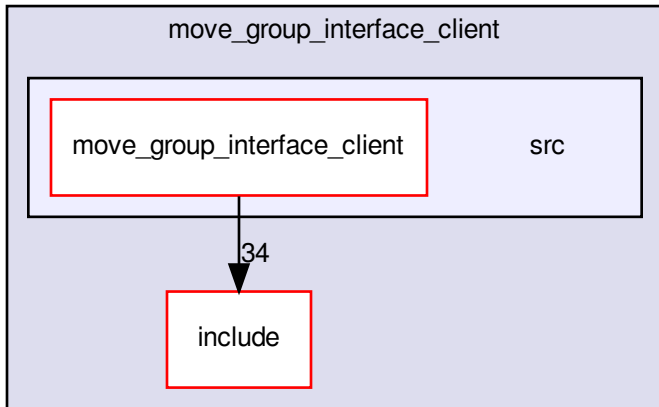 move_group_interface_client
move_group_interface_client
src
34
include